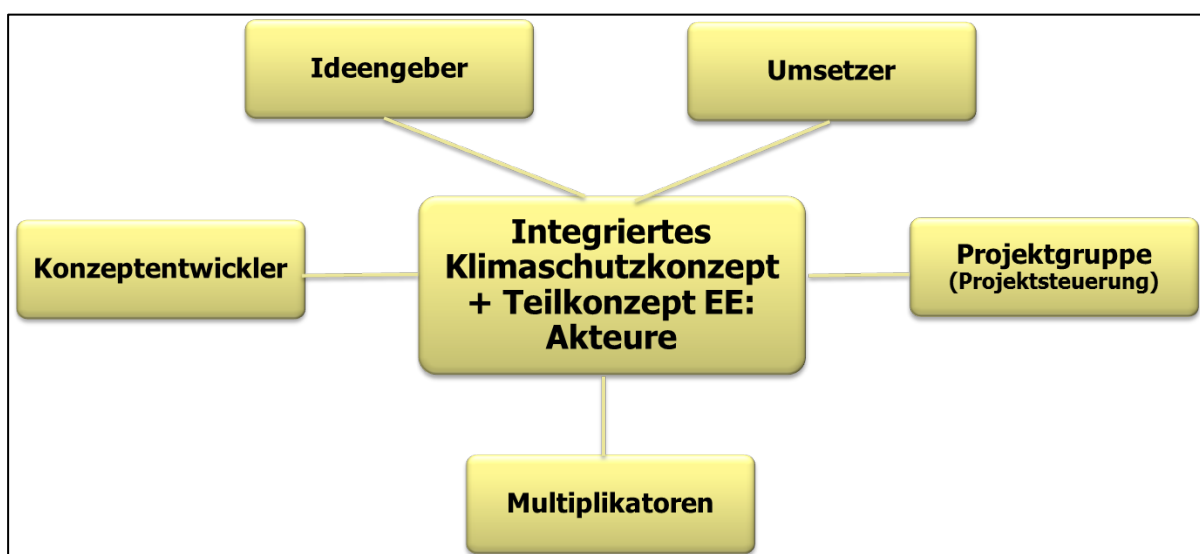 Ideengeber
Umsetzer
Konzeptentwickler
Integriertes
Klimaschutzkonzept
+ Teilkonzept EE:
Akteure
Projektgruppe
(Projektsteuerung)
Multiplikatoren